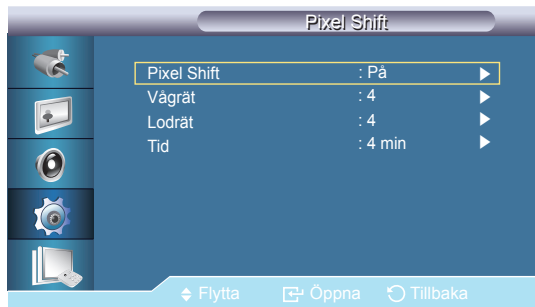 Pixel Shift
Pixel Shift : På
Vågrät : 4
Lodrät : 4
Tid : 4 min
Flytta Öppna Tillbaka